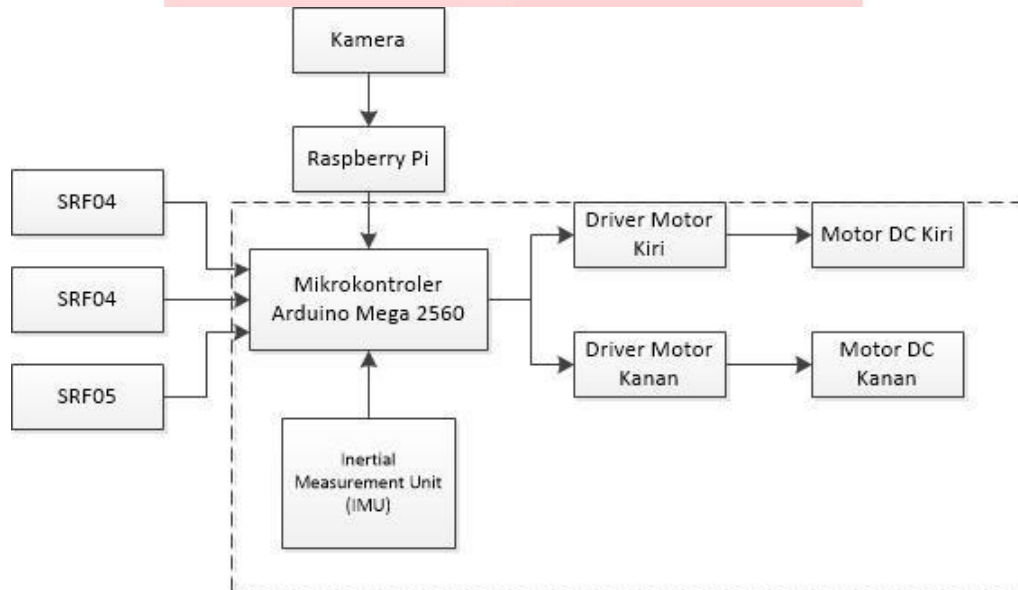 Kamera
Raspberry Pi
SRF04
SRF04
SRF05
Mikrokontroler
Arduino Mega 2560
Inertial
Measurement Unit
(IMU)
Driver Motor
Kiri
Motor DC Kiri
Driver Motor
Kanan
Motor DC
Kanan